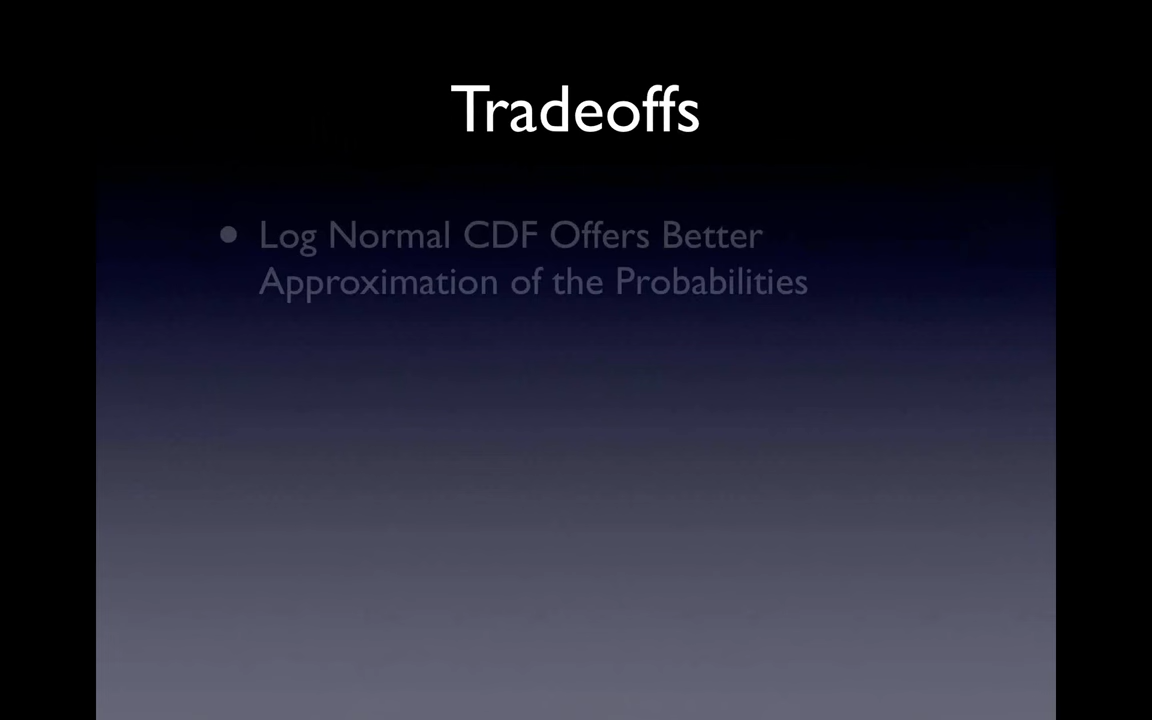 Tradeoffs
• Log Normal CDF Offers Better
Approximation of the Probabilities